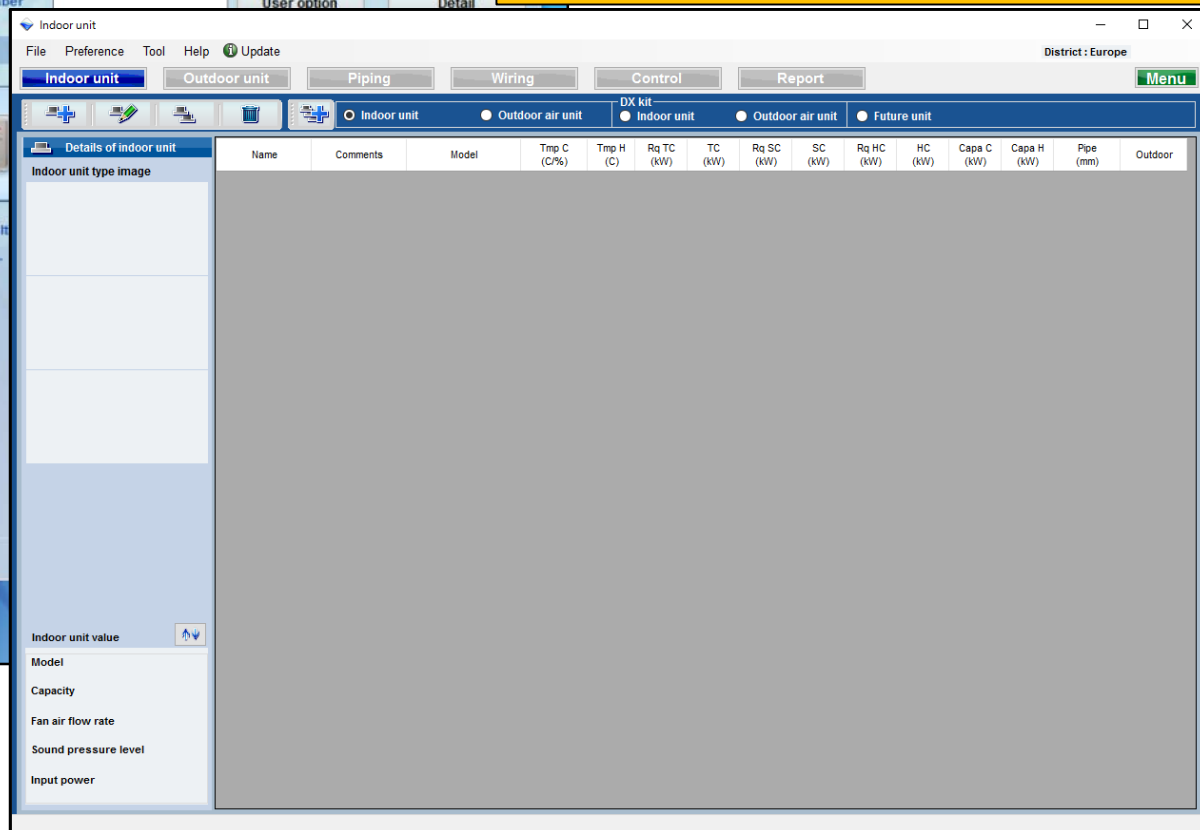 User option
Detail
Indoor unit
File Preference Tool Help Update
District : Europe
Indoor unit Outdoor unit Piping Wiring Control Report Menu
DX kit
Indoor unit Outdoor air unit Indoor unit Outdoor air unit Future unit
Details of indoor unit
Indoor unit type image
Name Comments Model Tmp C (C/%) Tmp H (C) Rq TC (kW) TC (kW) Rq SC (kW) SC (kW) Rq HC (kW) HC (kW) Capa C (kW) Capa H (kW) Pipe (mm) Outdoor
Indoor unit value
Model
Capacity
Fan air flow rate
Sound pressure level
Input power